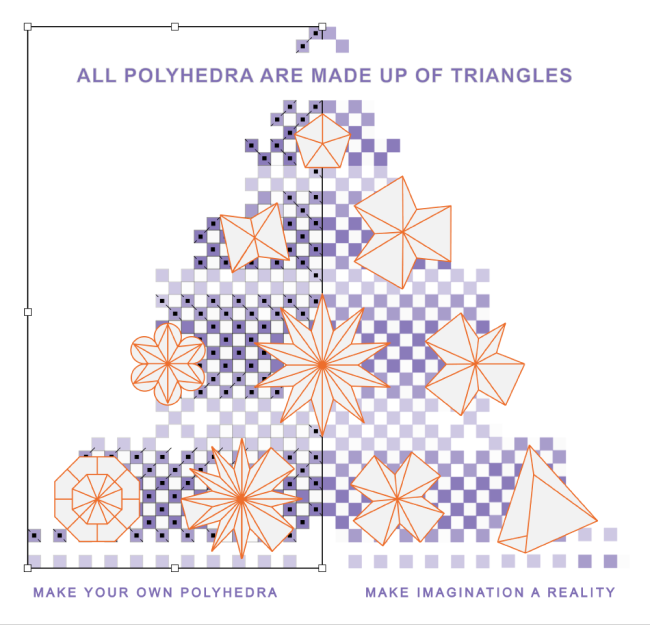 ALL POLYHEDRA ARE MADE UP OF TRIANGLES
MAKE YOUR OWN POLYHEDRA
MAKE IMAGINATION A REALITY